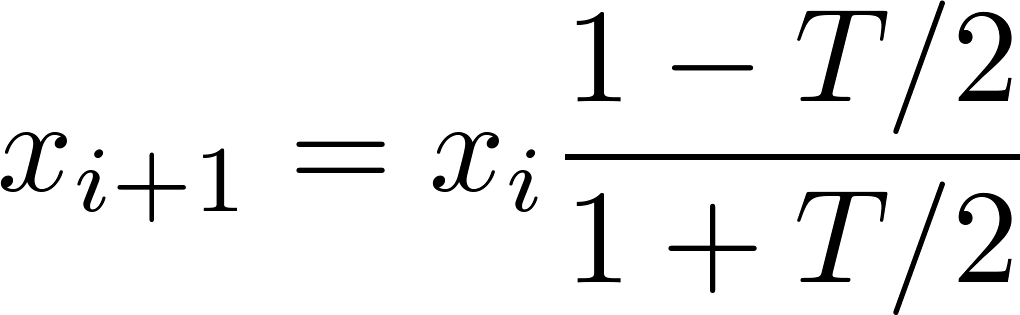 x_{i+1} = x_i \frac{1 - T/2}{1 + T/2}